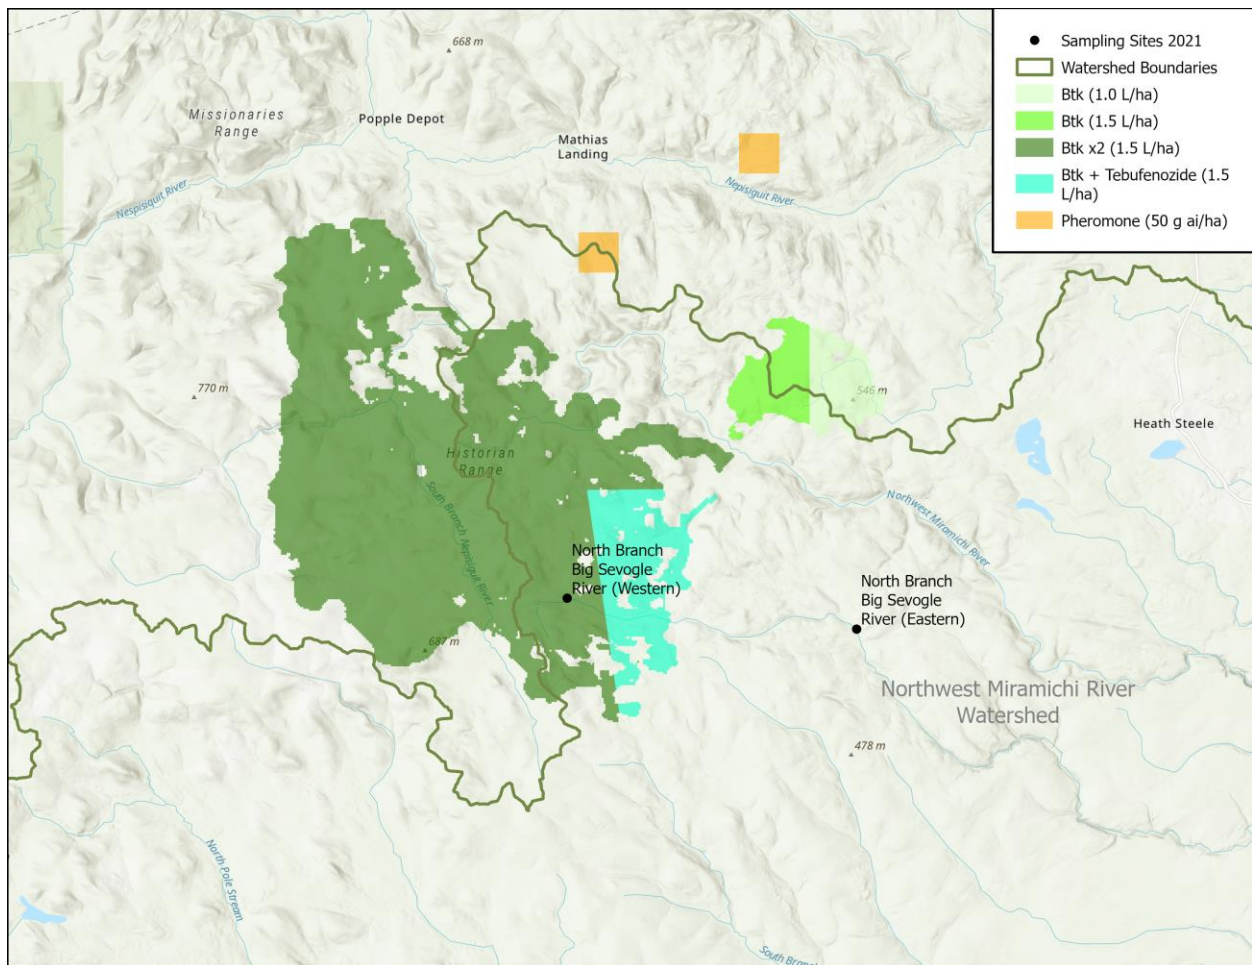 668 m
Missionaries
Range
Popple Depot
Mathias
Landing
Nespisiguit River
Nepisiguit River
Sampling Sites 2021
Watershed Boundaries
Btk (1.0 L/ha)
Btk (1.5 L/ha)
Btk x2 (1.5 L/ha)
Btk + Tebufenozide (1.5
L/ha)
Pheromone (50 g ai/ha)
770 m
546 m
Heath Steele
Historian
Range
South Branch Nepisiguit River
Northwest Miramichi River
North Branch
Big Sevogle
River (Western)
North Branch
Big Sevogle
River (Eastern)
687 m
Northwest Miramichi River
Watershed
478 m
North Pole Stream
South Branch